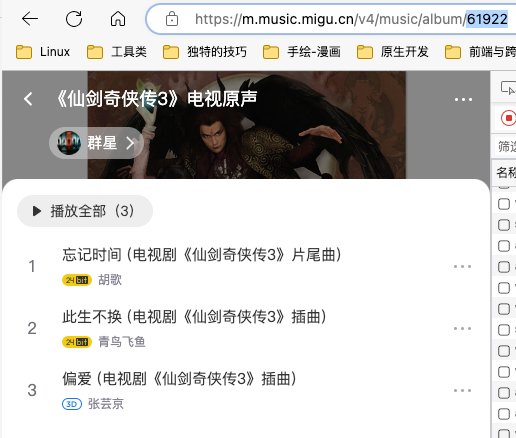 https://m.music.migu.cn/v4/music/album/61922
Linux 工具类 独特的技巧 手绘-漫画 原生开发 前端与跨
《仙剑奇侠传3》电视原声
群星
播放全部（3）
筛选
名称
1 忘记时间 (电视剧《仙剑奇侠传3》片尾曲)
24bit 胡歌
2 此生不换 (电视剧《仙剑奇侠传3》插曲)
24bit 青鸟飞鱼
3 偏爱 (电视剧《仙剑奇侠传3》插曲)
3D 张芸京